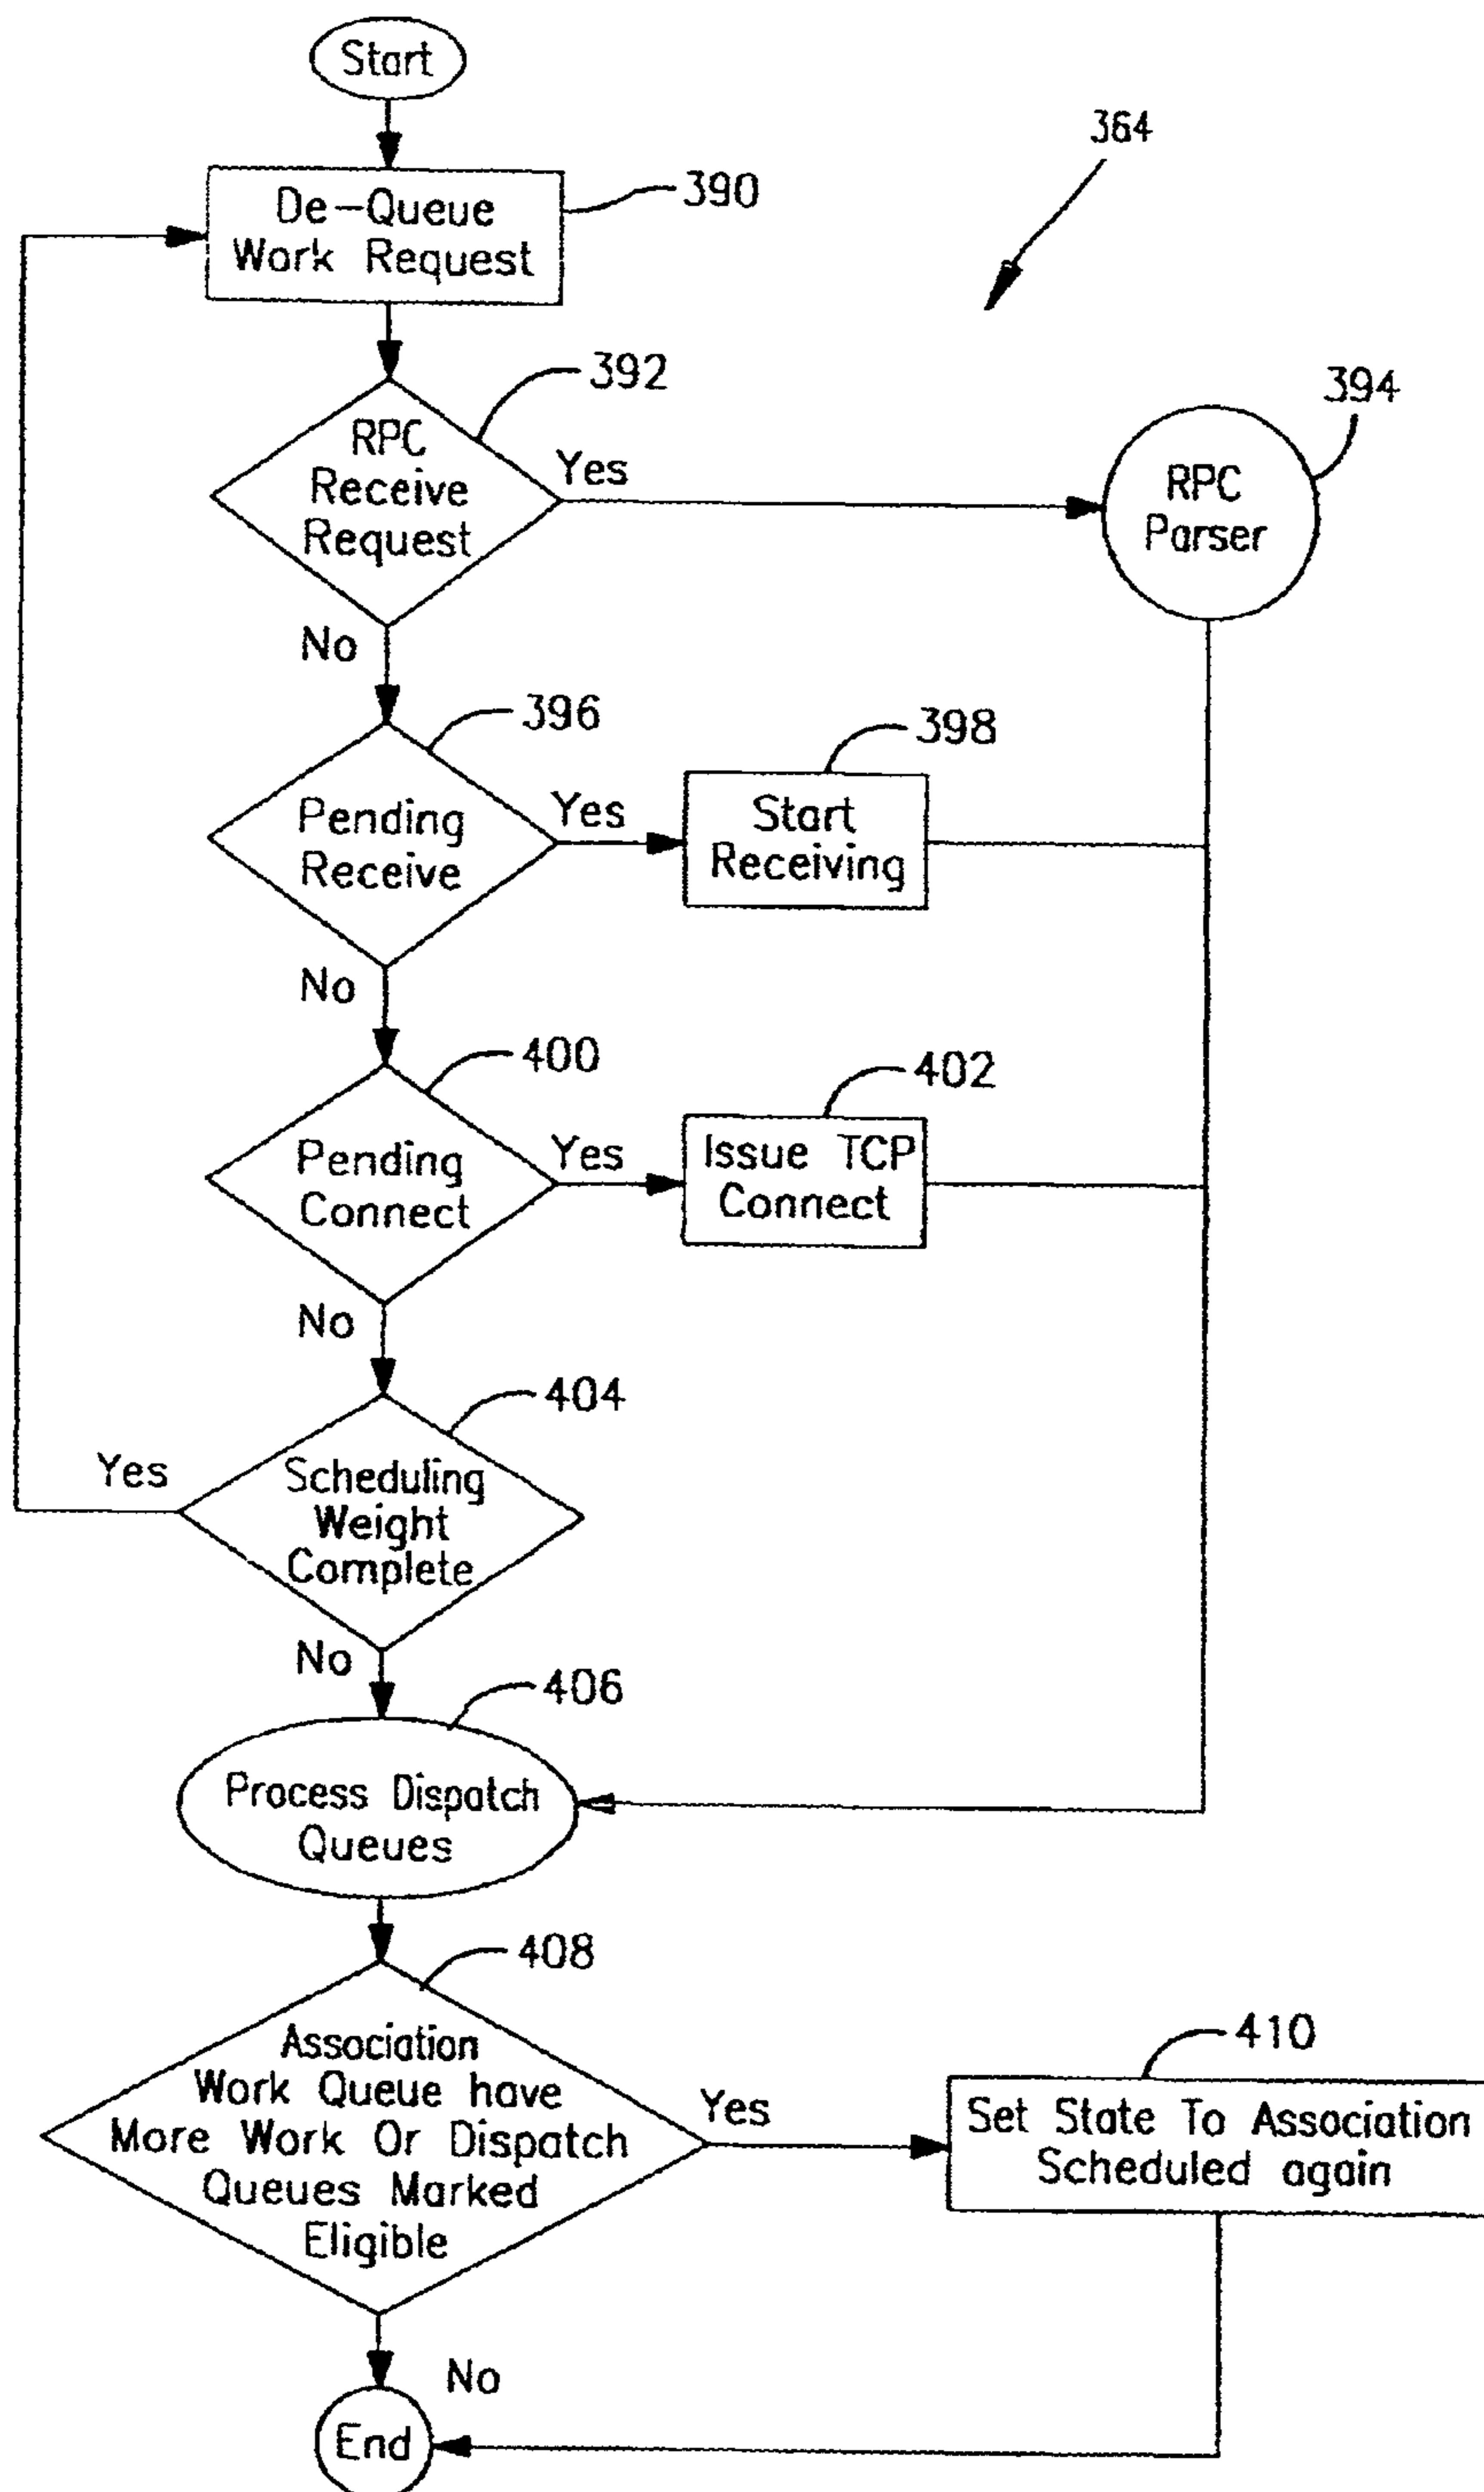 Start
364
De-Queue
Work Request
390
392
RPC
Receive
Request
Yes
394
RPC
Parser
No
396
Pending
Receive
Yes
398
Start
Receiving
No
400
Pending
Connect
Yes
402
Issue TCP
Connect
No
404
Scheduling
Weight
Complete
Yes
No
406
Process Dispatch
Queues
408
Association
Work Queue have
More Work Or Dispatch
Queues Marked
Eligible
Yes
410
Set State To Association
Scheduled again
No
End